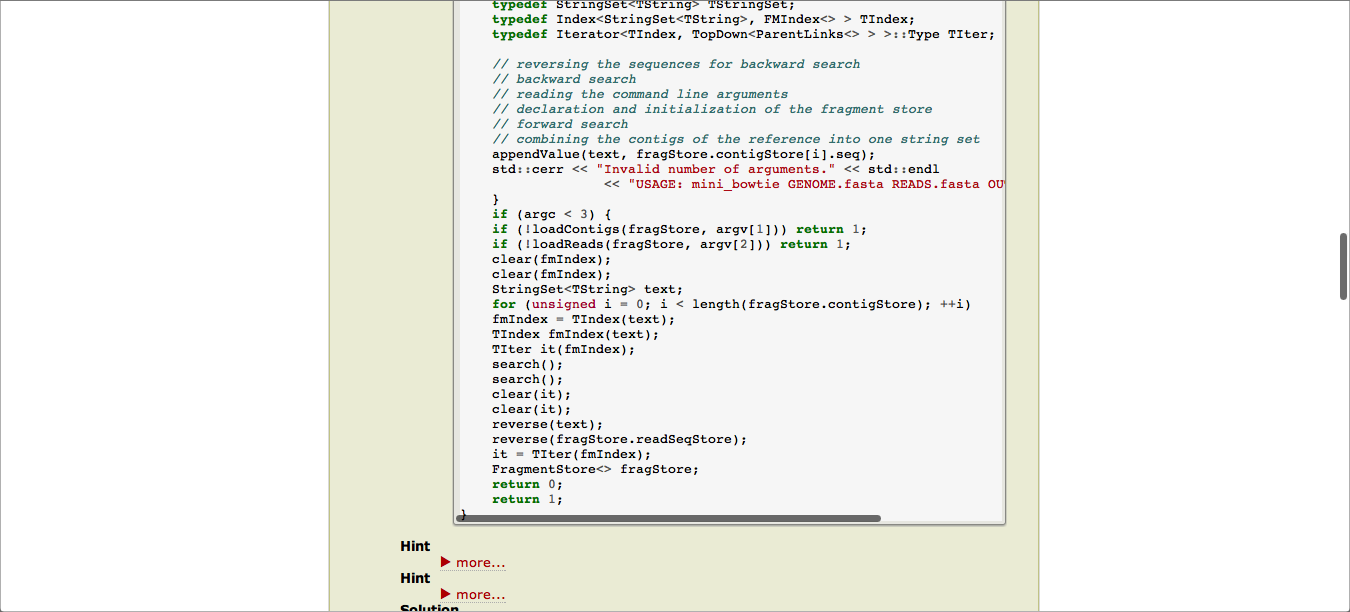 typedef StringSet<TString> TStringSet;
typedef Index<StringSet<TString>, FMIndex<> > TIndex;
typedef Iterator<TIndex, TopDown<ParentLinks<> > >::Type TIter;
// reversing the sequences for backward search
// backward search
// reading the command line arguments
// declaration and initialization of the fragment store
// forward search
// combining the contigs of the reference into one string set
appendValue(text, fragStore.contigStore[i].seq);
std::cerr << "Invalid number of arguments." << std::endl
<< "USAGE: mini_bowtie GENOME.fasta READS.fasta OU
}
if (argc < 3) {
if (!loadContigs(fragStore, argv[1])) return 1;
if (!loadReads(fragStore, argv[2])) return 1;
clear(fmIndex);
clear(fmIndex);
StringSet<TString> text;
for (unsigned i = 0; i < length(fragStore.contigStore); ++i)
fmIndex = TIndex(text);
TIndex fmIndex(text);
TIter it(fmIndex);
search();
search();
clear(it);
clear(it);
reverse(text);
reverse(fragStore.readSeqStore);
it = TIter(fmIndex);
FragmentStore<> fragStore;
return 0;
return 1;
}
Hint
more...
Hint
more...
Solution